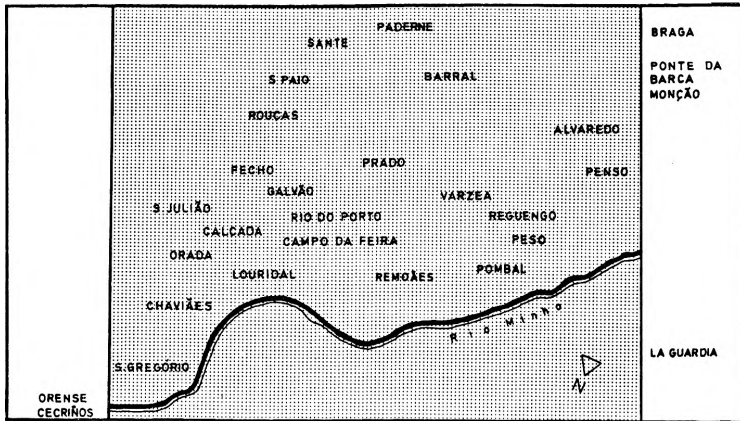 PADERNE
BRAGA
SANTE
PONTE DA
BARCA
MONÇÃO
S. PAIO
BARRAL
ROUÇAS
ALVAREDO
PRADO
FECHO
PENSO
GALVÃO
VARZEA
S. JULIÃO
RIO DO PORTO
REGUENGO
CALÇADA
CAMPO DA FEIRA
PESO
ORADA
LOURIDAL
REMOÃES
POMBAL
CHAVIÃES
Rio Minho
LA GUARDIA
S. GREGÓRIO
N
ORENSE
CECRIÑOS